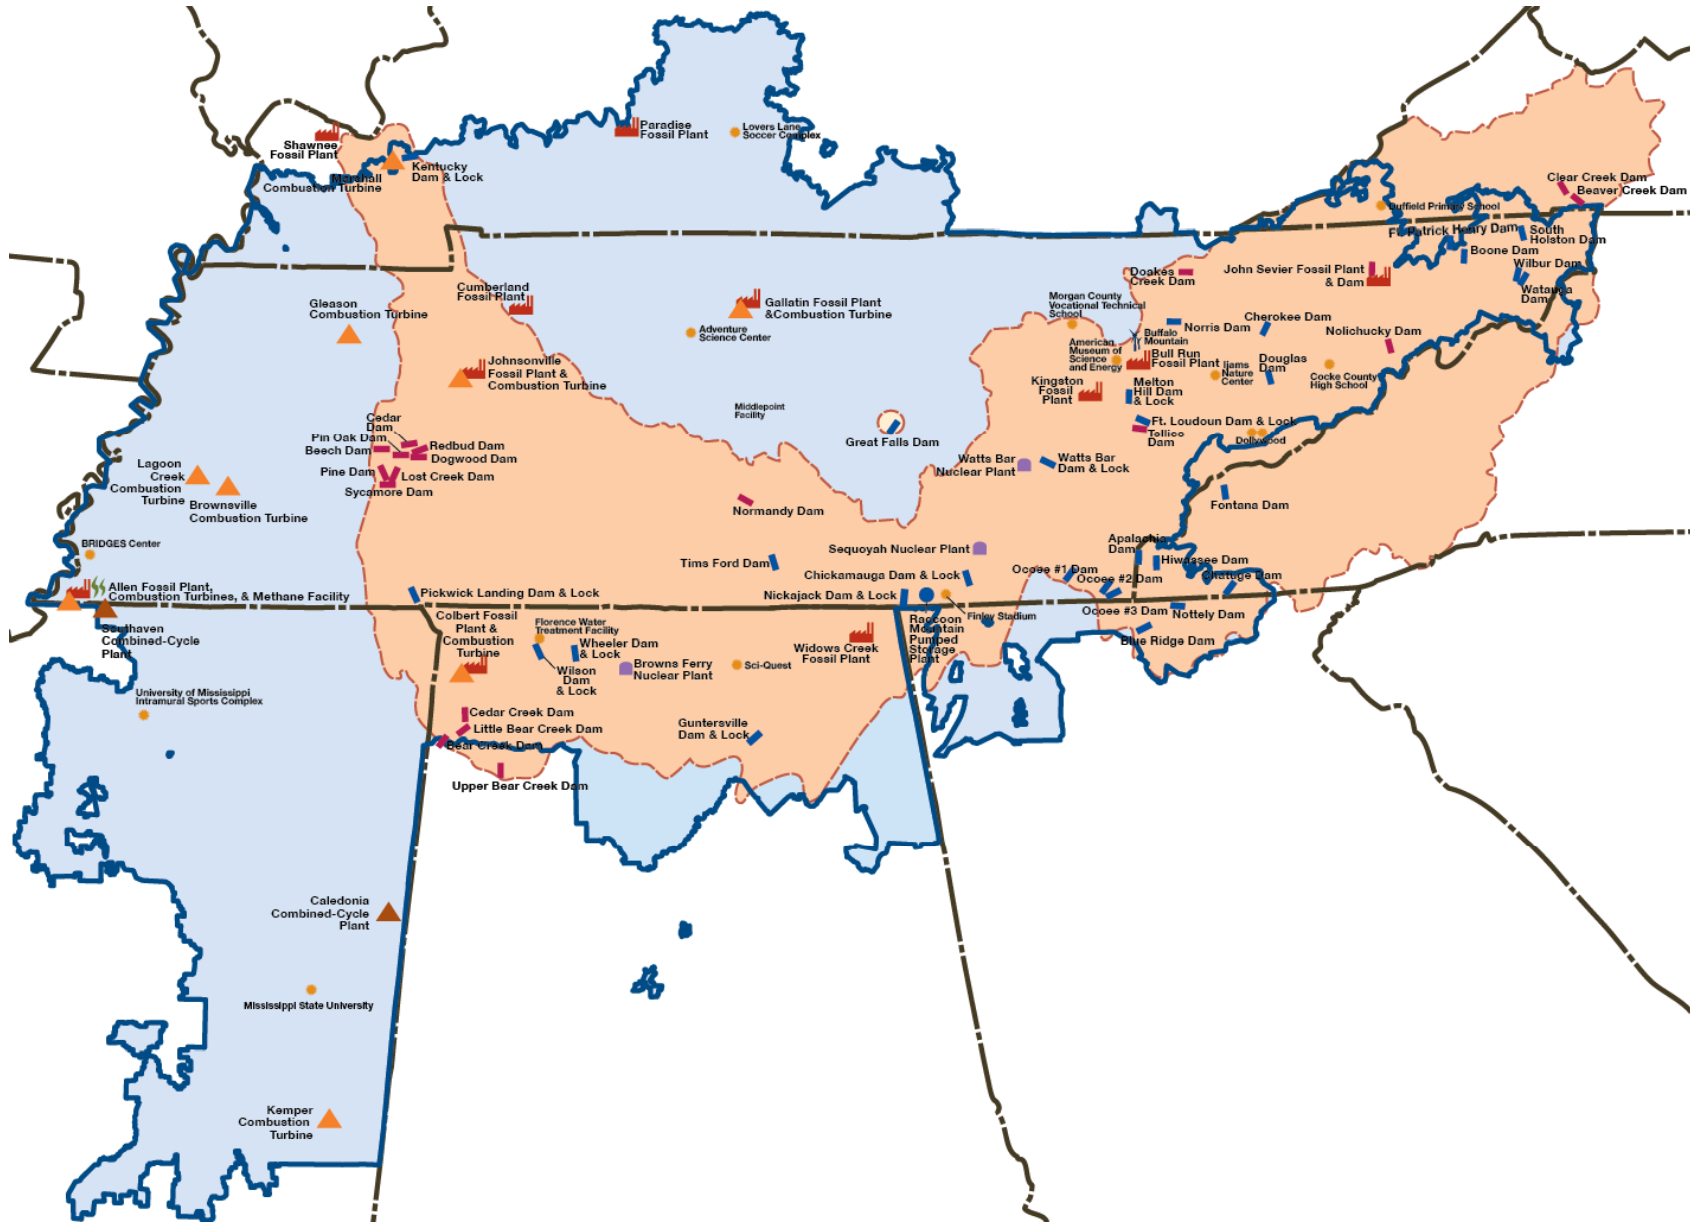 Shawnee
Fossil Plant
Marshall
Combustion Turbine
Kentucky
Dam & Lock
Paradise
Fossil Plant
Lovers Lane
Soccer Complex
Clear Creek Dam
Beaver Creek Dam
Duffield Primary School
Ft. Patrick Henry Dam
South
Holston Dam
Boone Dam
Wilbur Dam
Watauga
Dam
John Sevier Fossil Plant
& Dam
Doakes
Creek Dam
Cumberland
Fossil Plant
Gleason
Combustion Turbine
Gallatin Fossil Plant
&Combustion Turbine
Adventure
Science Center
Morgan County
Vocational Technical
School
Buffalo
Mountain
Norris Dam
Cherokee Dam
Nolichucky Dam
American
Museum of
Science
and Energy
Bull Run
Fossil Plant
Ijams
Nature
Center
Douglas
Dam
Cocke County
High School
Johnsonville
Fossil Plant &
Combustion Turbine
Kingston
Fossil
Plant
Melton
Hill Dam
& Lock
Middlepoint
Facility
Great Falls Dam
Ft. Loudoun Dam & Lock
Tellico
Dam
Dollywood
Cedar
Dam
Pin Oak Dam
Beech Dam
Redbud Dam
Dogwood Dam
Pine Dam
Lost Creek Dam
Sycamore Dam
Lagoon
Creek
Combustion
Turbine
Brownsville
Combustion Turbine
Watts Bar
Nuclear Plant
Watts Bar
Dam & Lock
Normandy Dam
Fontana Dam
BRIDGES Center
Sequoyah Nuclear Plant
Apalachia
Dam
Hiwassee Dam
Tims Ford Dam
Chickamauga Dam & Lock
Ocoee #1 Dam
Ocoee #2 Dam
Chatuge Dam
Allen Fossil Plant,
Combustion Turbines, & Methane Facility
Pickwick Landing Dam & Lock
Nickajack Dam & Lock
Ocoee #3 Dam
Nottely Dam
Southaven
Combined-Cycle
Plant
Colbert Fossil
Plant &
Combustion
Turbine
Florence Water
Treatment Facility
Wheeler Dam
& Lock
Wilson
Dam
& Lock
Browns Ferry
Nuclear Plant
Sci-Quest
Widows Creek
Fossil Plant
Raccoon
Mountain
Pumped
Storage
Plant
Finley Stadium
Blue Ridge Dam
University of Mississippi
Intramural Sports Complex
Cedar Creek Dam
Little Bear Creek Dam
Bear Creek Dam
Upper Bear Creek Dam
Guntersville
Dam & Lock
Caledonia
Combined-Cycle
Plant
Mississippi State University
Kemper
Combustion
Turbine